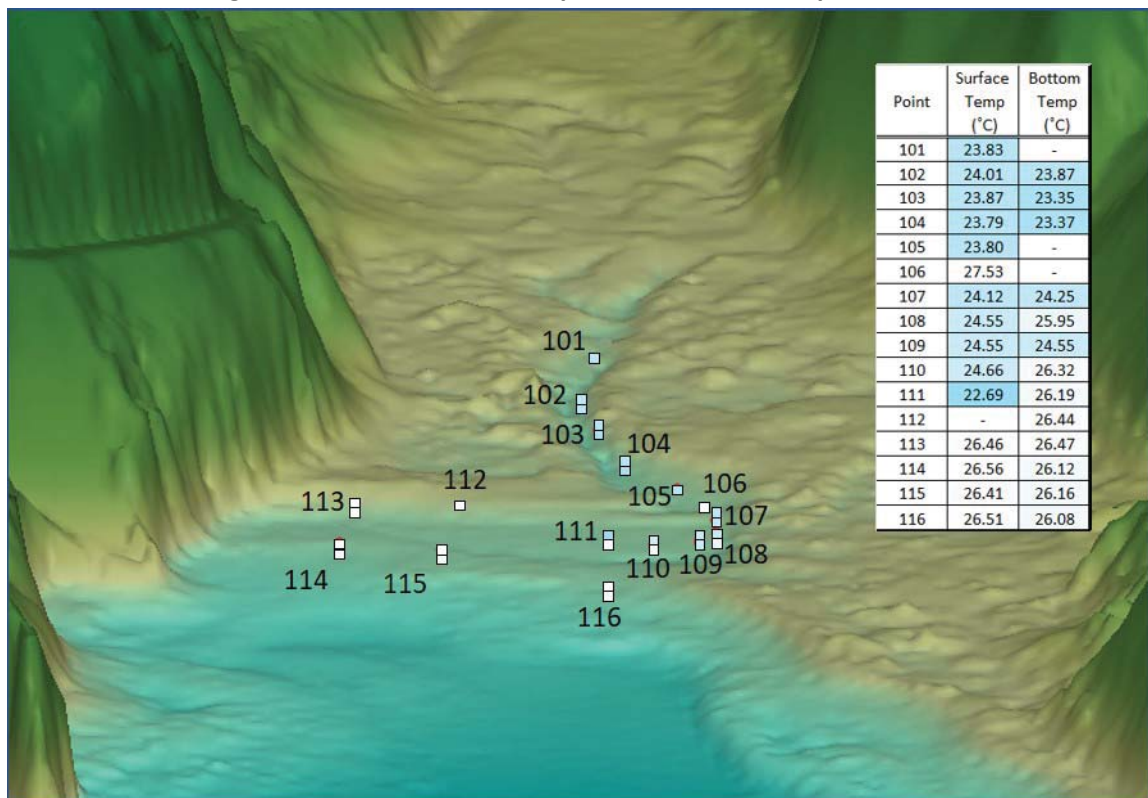 101
102
103
104
105
106
107
108
109
110
111
112
113
114
115
116
Point Surface Temp (˚C) Bottom Temp (˚C)
101 23.83 -
102 24.01 23.87
103 23.87 23.35
104 23.79 23.37
105 23.80 -
106 27.53 -
107 24.12 24.25
108 24.55 25.95
109 24.55 24.55
110 24.66 26.32
111 22.69 26.19
112 - 26.44
113 26.46 26.47
114 26.56 26.12
115 26.41 26.16
116 26.51 26.08